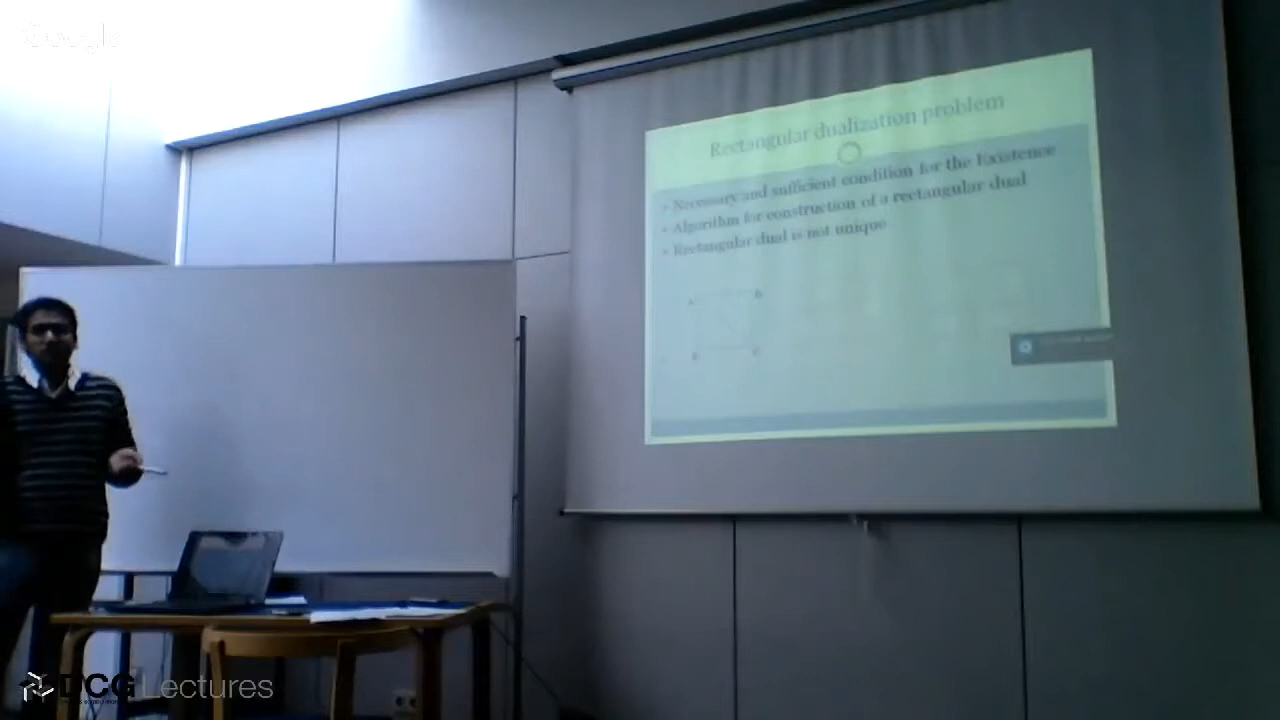 Google
Rectangular dualization problem
Necessary and sufficient condition for the Existence
Algorithm for construction of a rectangular dual
Rectangular dual is not unique
DCG Lectures